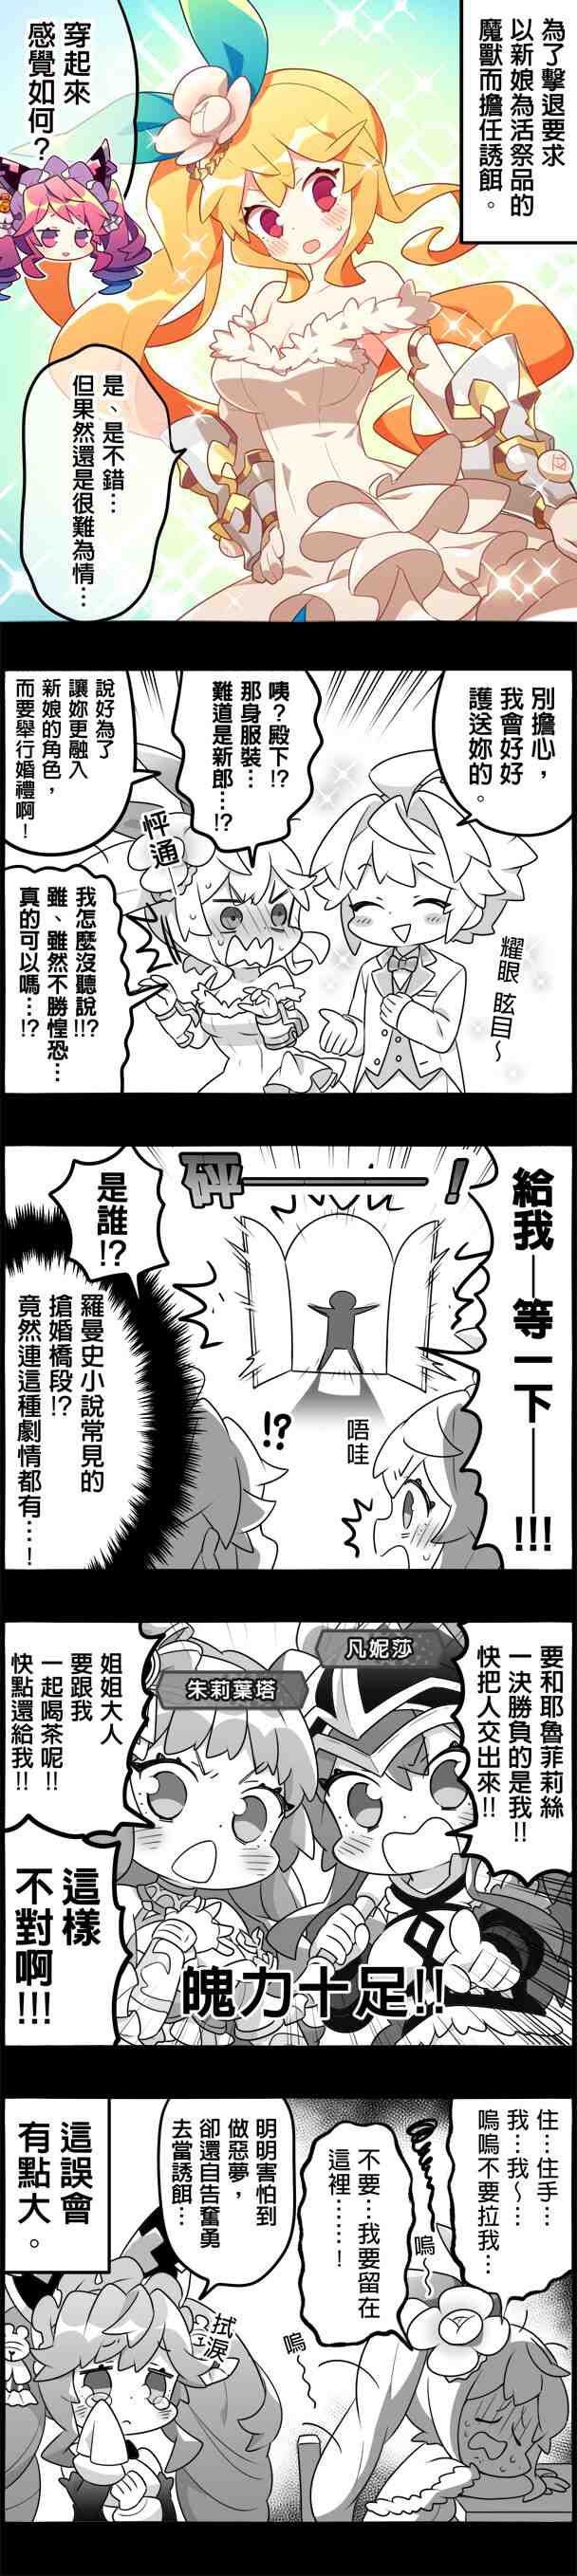 為了擊退要求
以新娘為活祭品的
魔獸而擔任誘餌。
穿起來
感覺如何?
是、是不錯…
但果然還是很難為情…
別擔心，
我會好好
護送妳的。
咦?殿下!?
那身服裝…
難道是新郎…!?
說好為了
讓妳更融入
新娘的角色，
而要舉行婚禮啊!
怦通
耀眼 眩目～
我怎麼沒聽說!!?
雖、雖然不勝惶恐…
真的可以嗎…!?
給我─等一下──!!!
砰──!
是誰!?
唔哇
!?
羅曼史小說常見的
搶婚橋段!?
竟然連這種劇情都有…!
要和耶魯菲莉絲
一決勝負的是我!!
快把人交出來!!
凡妮莎
朱莉葉塔
姐姐大人
要跟我
一起喝茶呢!!
快點還給我!!
魄力十足!!
這樣
不對啊!!!
住…住手…
我…我～…
嗚嗚不要拉我…
嗚～
不要…我要留在
這裡……!
嗚
明明害怕到
做惡夢，
卻還自告奮勇
去當誘餌…
拭淚
這誤會
有點大。